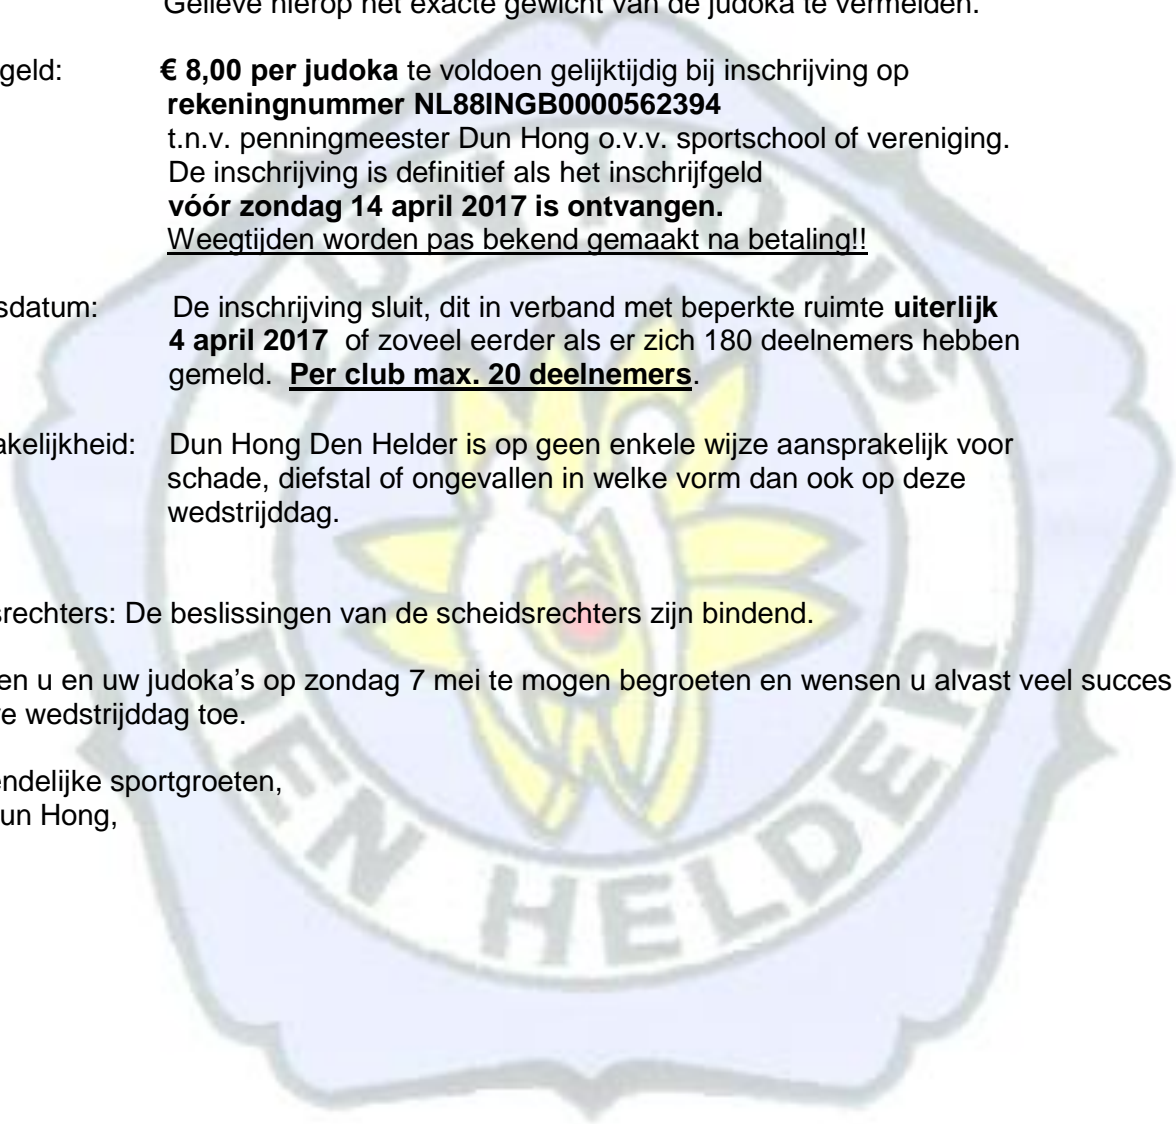 Gelieve hierop het exacte gewicht van de judoka te vermelden.
geld: € 8,00 per judoka te voldoen gelijktijdig bij inschrijving op
rekeningnummer NL88INGB0000562394
t.n.v. penningmeester Dun Hong o.v.v. sportschool of vereniging.
De inschrijving is definitief als het inschrijfgeld
vóór zondag 14 april 2017 is ontvangen.
Weegtijden worden pas bekend gemaakt na betaling!!
sdatum: De inschrijving sluit, dit in verband met beperkte ruimte uiterlijk
4 april 2017 of zoveel eerder als er zich 180 deelnemers hebben
gemeld. Per club max. 20 deelnemers.
akelijkheid: Dun Hong Den Helder is op geen enkele wijze aansprakelijk voor
schade, diefstal of ongevallen in welke vorm dan ook op deze
wedstrijddag.
srechters: De beslissingen van de scheidsrechters zijn bindend.
en u en uw judoka's op zondag 7 mei te mogen begroeten en wensen u alvast veel succes
ve wedstrijddag toe.
endelijke sportgroeten,
un Hong,
DUN HONG
DEN HELDER